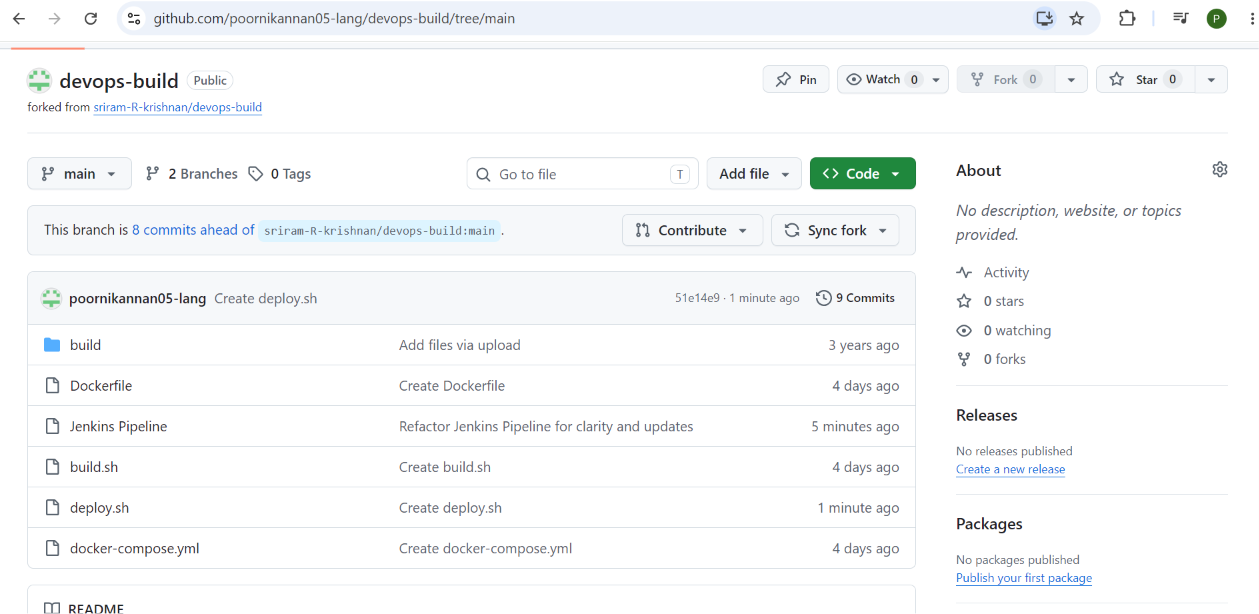 github.com/poornikannan05-lang/devops-build/tree/main
P
devops-build Public
Pin
Watch 0
Fork 0
Star 0
forked from sriram-R-krishnan/devops-build
main
2 Branches
0 Tags
Go to file
T
Add file
Code
This branch is 8 commits ahead of sriram-R-krishnan/devops-build:main .
Contribute
Sync fork
poornikannan05-lang Create deploy.sh 51e14e9 · 1 minute ago 9 Commits
build Add files via upload 3 years ago
Dockerfile Create Dockerfile 4 days ago
Jenkins Pipeline Refactor Jenkins Pipeline for clarity and updates 5 minutes ago
build.sh Create build.sh 4 days ago
deploy.sh Create deploy.sh 1 minute ago
docker-compose.yml Create docker-compose.yml 4 days ago
README
About
No description, website, or topics
provided.
Activity
0 stars
0 watching
0 forks
Releases
No releases published
Create a new release
Packages
No packages published
Publish your first package